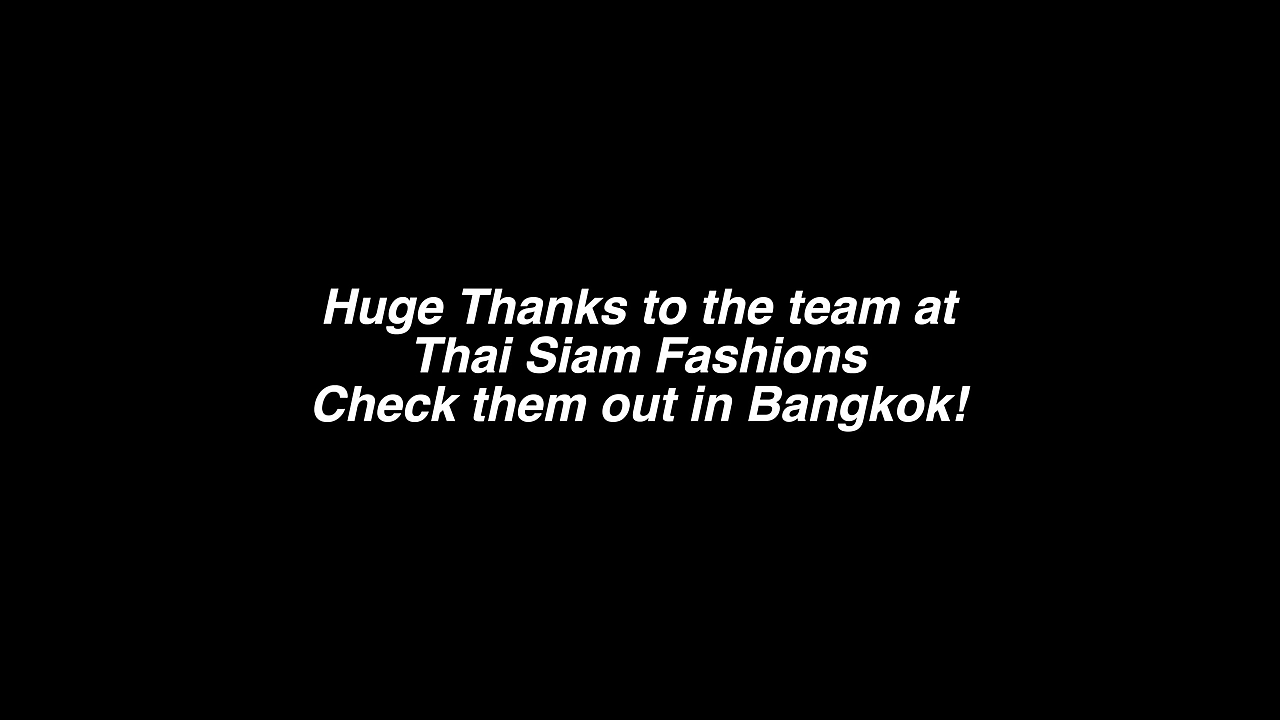 Huge Thanks to the team at
Thai Siam Fashions
Check them out in Bangkok!